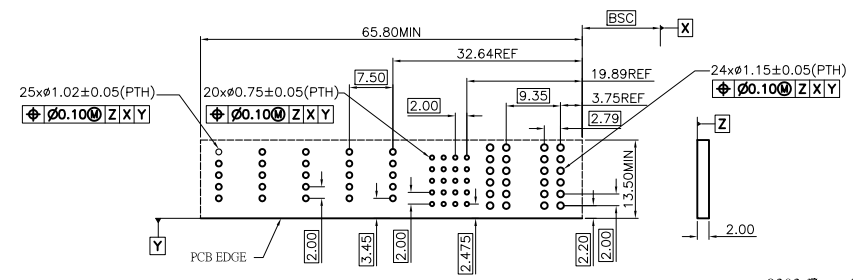 BSC
X
65.80MIN
32.64REF
7.50
19.89REF
25xø1.02±0.05(PTH)
20xø0.75±0.05(PTH)
24xø1.15±0.05(PTH)
⌖ Ø0.10Ⓜ Z X Y
⌖ Ø0.10Ⓜ Z X Y
⌖ Ø0.10Ⓜ Z X Y
2.00
9.35
3.75REF
2.79
Z
13.50MIN
Y
PCB EDGE
2.00
3.45
2.00
2.475
2.20
2.00
2.00